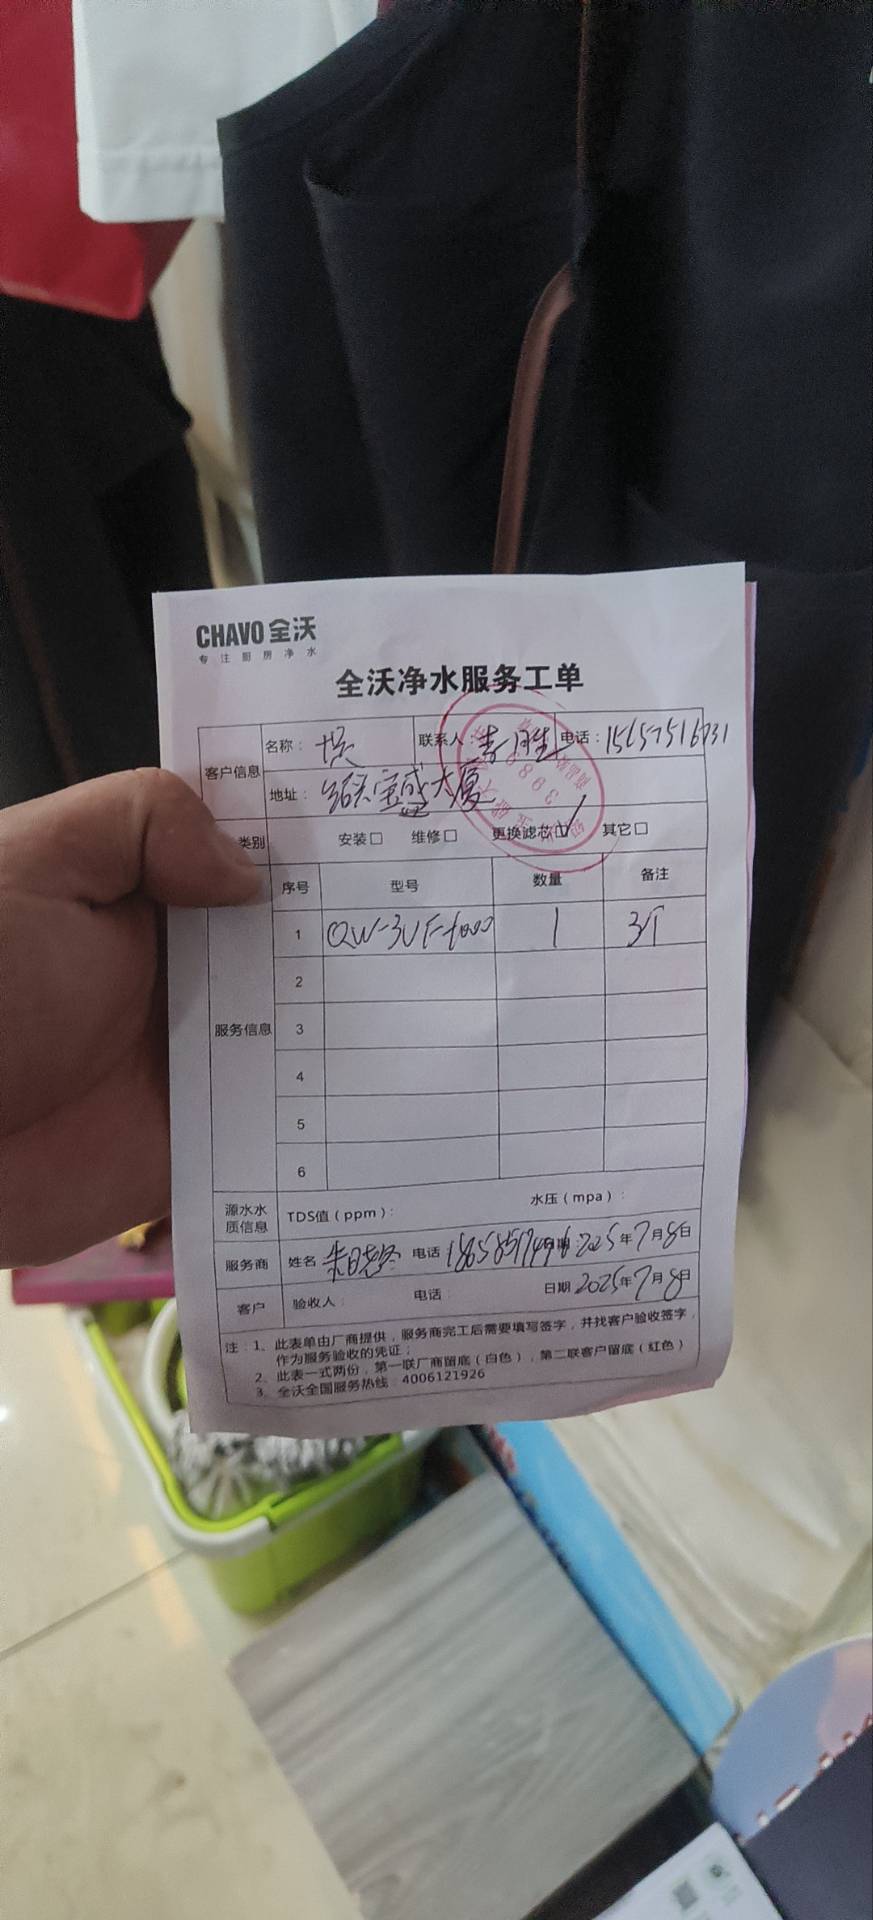 CHAVO 全沃
专注厨房净水
全沃净水服务工单
客户信息 名称： 联系人： 电话：
地址： 宝盛大厦
类别 安装□ 维修□ 更换滤芯☑ 其它□
服务信息
序号 型号 数量 备注
1 QW-3UF-1000 1 3个
2
3
4
5
6
源水水质信息 TDS值（ppm）： 水压（mpa）：
服务商 姓名 电话 2025年7月8日
客户 验收人： 电话： 日期 2025年7月8日
注：1、此表单由厂商提供，服务商完工后需要填写签字，并找客户验收签字，
作为服务验收的凭证；
2、此表一式两份，第一联厂商留底（白色），第二联客户留底（红色）
3、全沃全国服务热线：4006121926